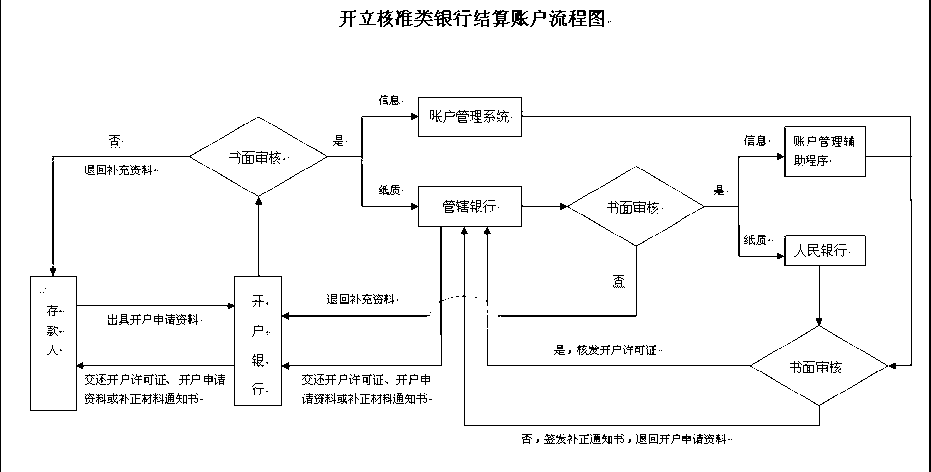 开立核准类银行结算账户流程图
信息
账户管理系统
否
退回补充资料
书面审核
是
纸质
管辖银行
书面审核
是
信息
账户管理辅
助程序
纸质
人民银行
否
退回补充资料
存
款
人
出具开户申请资料
开
户
银
行
交还开户许可证、开户申请
资料或补正材料通知书
交还开户许可证、开户申
请资料或补正材料通知书
是，核发开户许可证
书面审核
否，签发补正通知书，退回开户申请资料